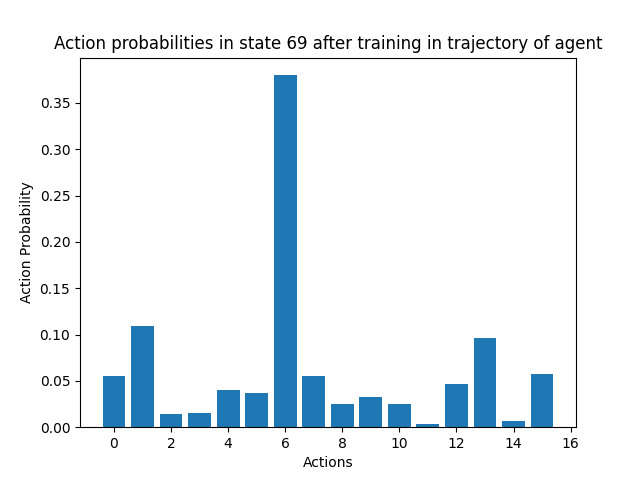 Action probabilities in state 69 after training in trajectory of agent
0.35
0.30
0.25
0.20
0.15
0.10
0.05
0.00
Action Probability
0 2 4 6 8 10 12 14 16
Actions